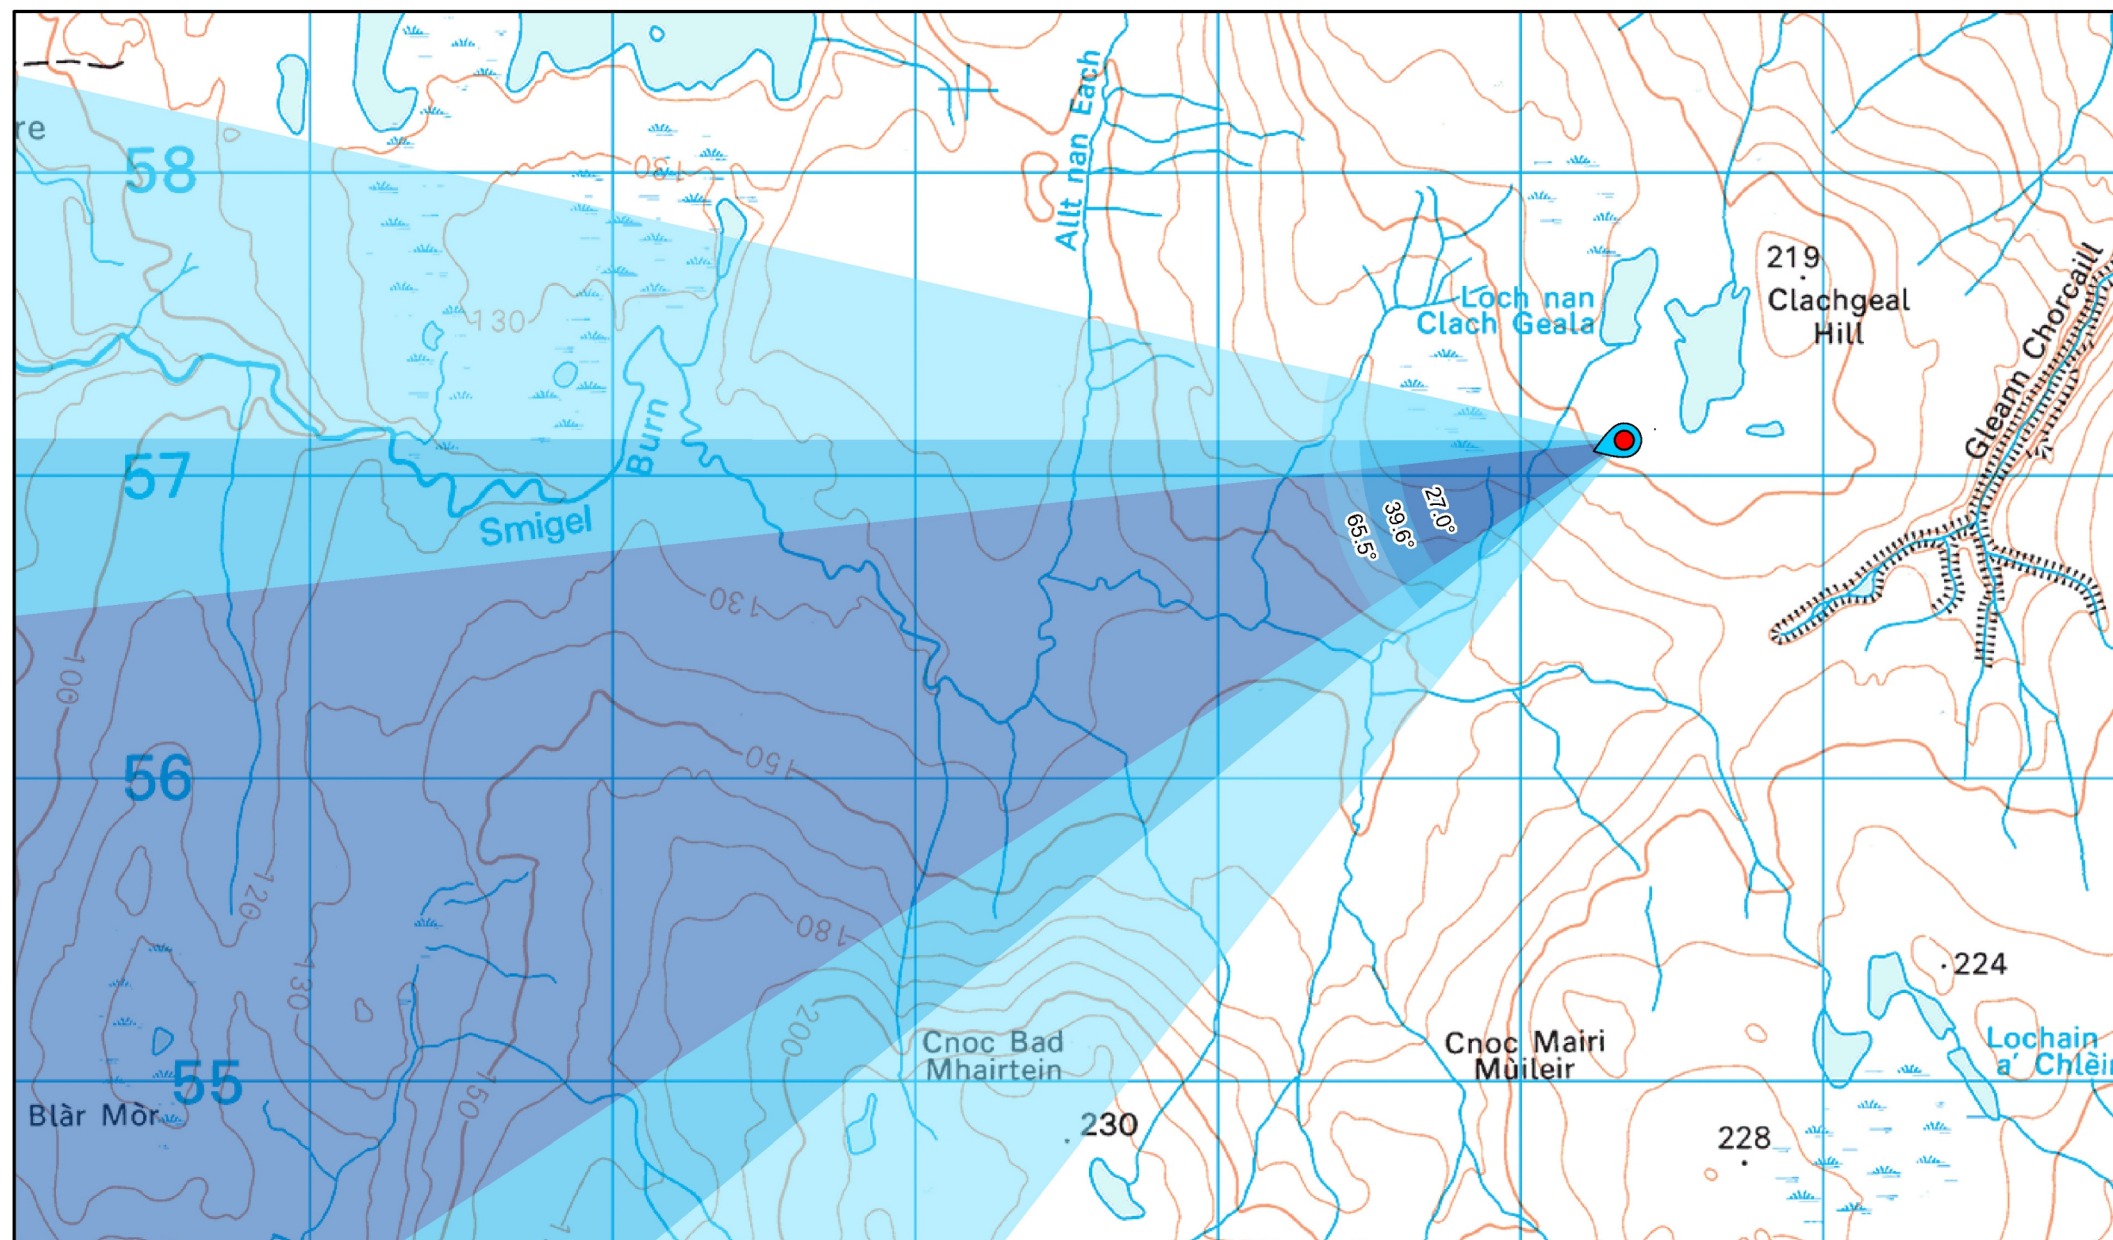 re
58
130
Allt nan Each
219
Clachgeal
Hill
Loch nan
Clach Geala
Gleann Chorcaill
130
57
Burn
Smigel
27.0°
39.6°
65.5°
130
100
150
56
120
180
130
200
224
Cnoc Bad
Mhairtein
Cnoc Mairi
Mùileir
Lochain
a' Chlèir
55
150
Blàr Mòr
230
228